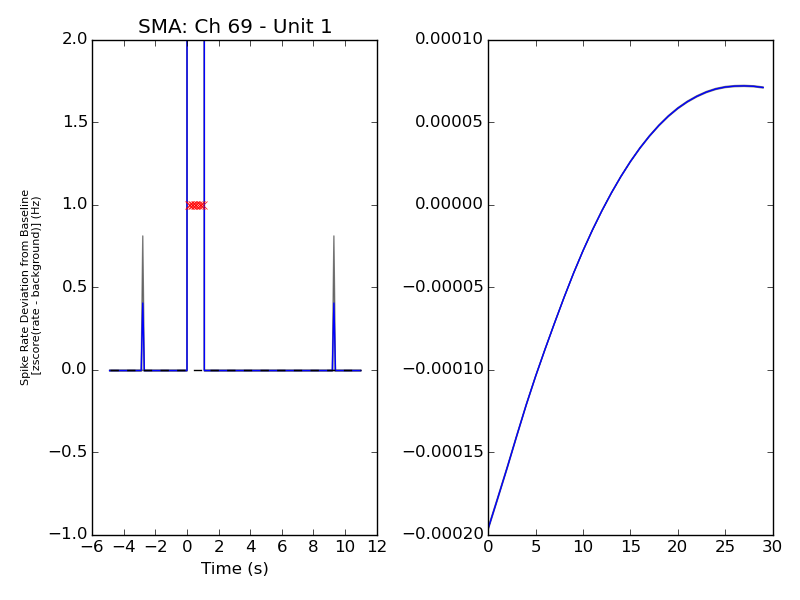 SMA: Ch 69 - Unit 1
2.0
1.5
1.0
0.5
0.0
−0.5
−1.0
Spike Rate Deviation from Baseline
[zscore(rate - background)] (Hz)
−6 −4 −2 0 2 4 6 8 10 12
Time (s)
0.00010
0.00005
0.00000
−0.00005
−0.00010
−0.00015
−0.00020
0 5 10 15 20 25 30